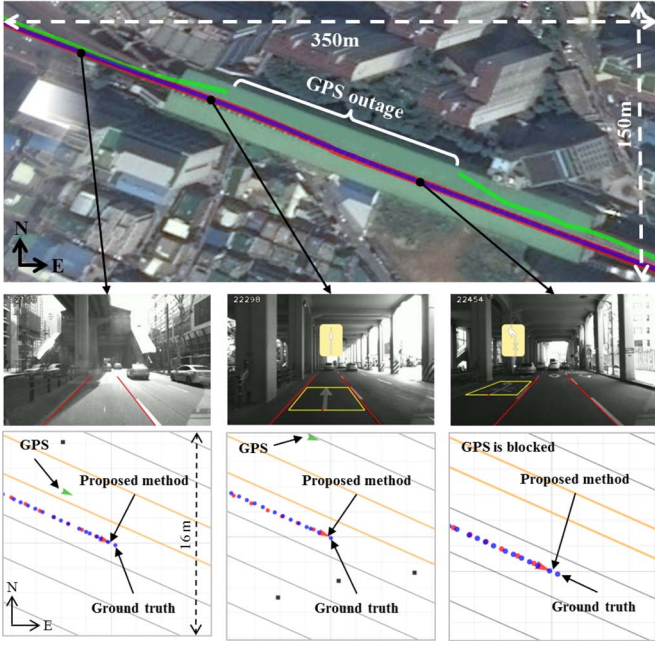 350m
GPS outage
150m
N
E
22298
22454
GPS
Proposed method
Ground truth
16 m
N
E
GPS
Proposed method
Ground truth
GPS is blocked
Proposed method
Ground truth